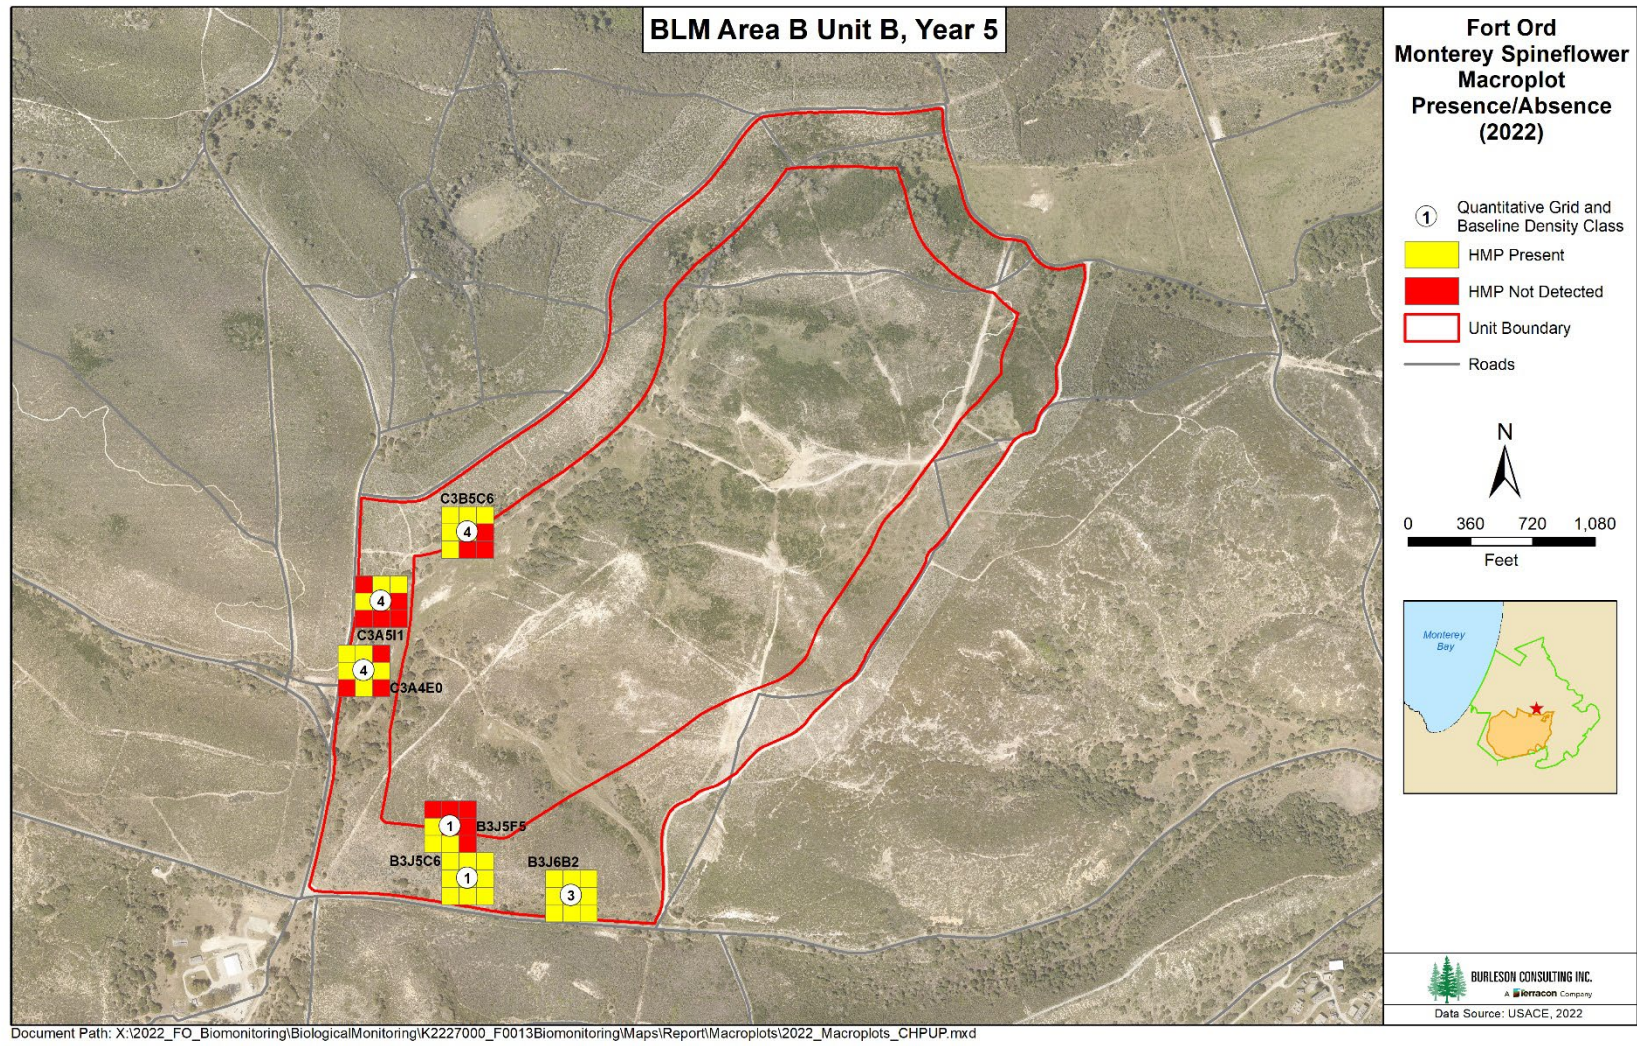 BLM Area B Unit B, Year 5
C3B5C6
4
4
C3A5I1
4
C3A4E0
1
B3J5F5
B3J5C6
1
B3J6B2
3
Fort Ord
Monterey Spineflower
Macroplot
Presence/Absence
(2022)
1
Quantitative Grid and
Baseline Density Class
HMP Present
HMP Not Detected
Unit Boundary
Roads
N
0 360 720 1,080
Feet
Monterey
Bay
BURLESON CONSULTING INC.
A Terracon Company
Data Source: USACE, 2022
Document Path: X:\2022_FO_Biomonitoring\BiologicalMonitoring\K2227000_F0013Biomonitoring\Maps\Report\Macroplots\2022_Macroplots_CHPUP.mxd